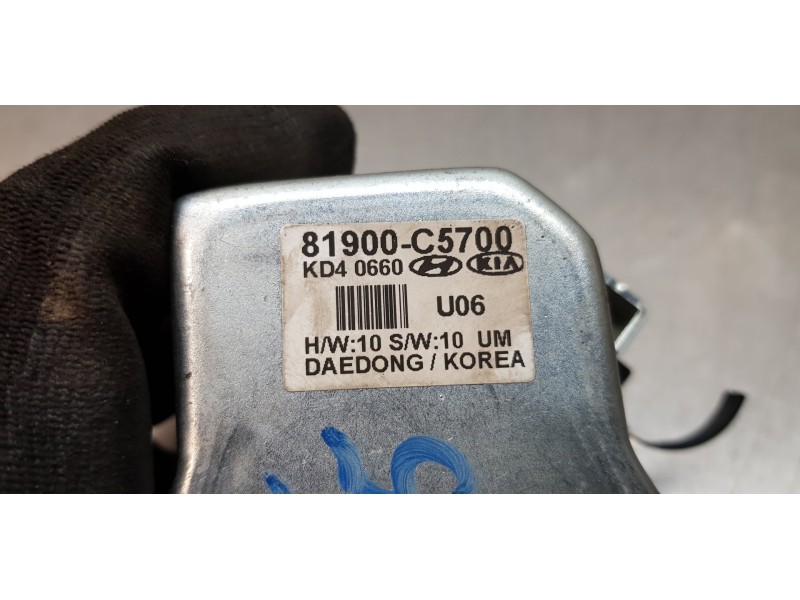 81900-C5700
KD4 0660 H KIA
U06
H/W:10 S/W:10 UM
DAEDONG / KOREA